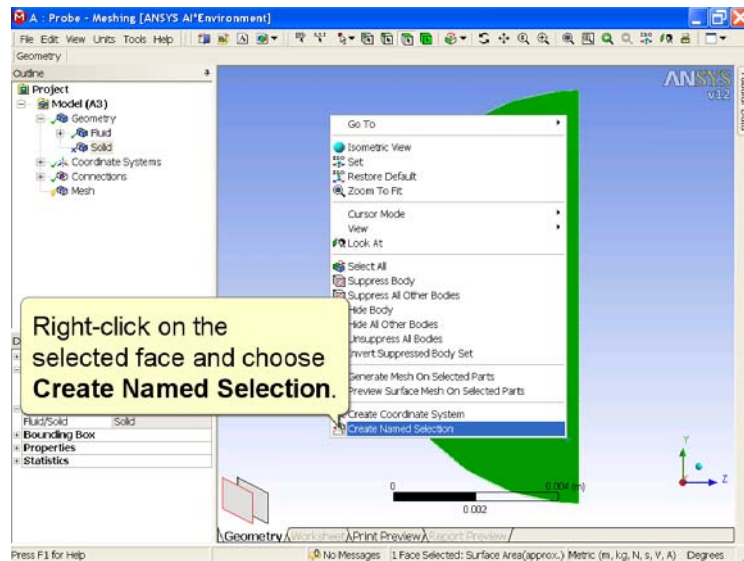 A : Probe - Meshing [ANSYS AI*Environment]
File Edit View Units Tools Help
Geometry
Outline
Project
Model (A3)
Geometry
Fluid
Solid
Coordinate Systems
Connections
Mesh
ANSYS
v12
Go To
Isometric View
Set
Restore Default
Zoom To Fit
Cursor Mode
View
Look At
Select All
Suppress Body
Suppress All Other Bodies
Hide Body
Hide All Other Bodies
Unsuppress All Bodies
Invert Suppressed Body Set
Generate Mesh On Selected Parts
Preview Surface Mesh On Selected Parts
Create Coordinate System
Create Named Selection
Right-click on the
selected face and choose
Create Named Selection.
Fluid/Solid Solid
Bounding Box
Properties
Statistics
0 0.004 (m)
0.002
Y
Z
Geometry Worksheet Print Preview Report Preview
Press F1 for Help No Messages 1 Face Selected: Surface Area(approx.) Metric (m, kg, N, s, V, A) Degrees